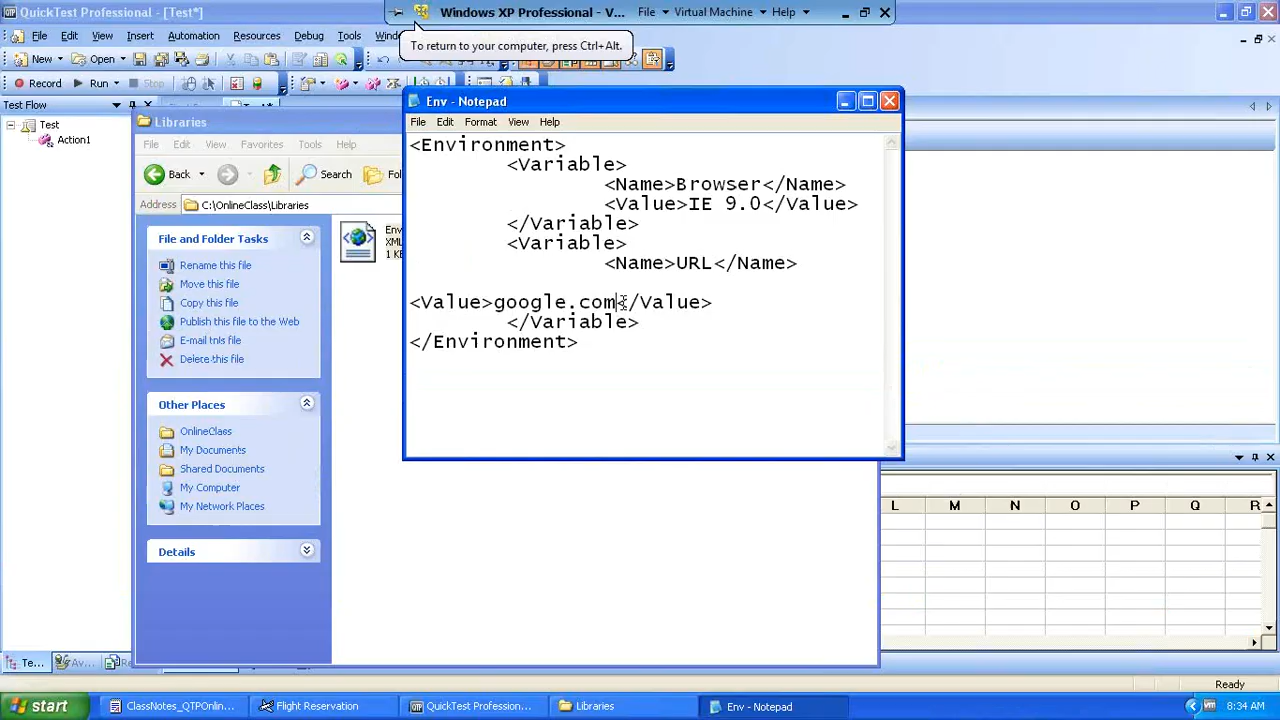 QuickTest Professional - [Test*]
Windows XP Professional - V...
File
Virtual Machine
Help
To return to your computer, press Ctrl+Alt.
File
Edit
View
Insert
Automation
Resources
Debug
Tools
New
Open
Record
Run
Stop
Test Flow
Test
Action1
Libraries
File
Edit
View
Favorites
Tools
Help
Back
Search
Address
C:\OnlineClass\Libraries
File and Folder Tasks
Rename this file
Move this file
Copy this file
Publish this file to the Web
E-mail this file
Delete this file
Other Places
OnlineClass
My Documents
Shared Documents
My Computer
My Network Places
Details
Env - Notepad
File Edit Format View Help
<Environment>
<Variable>
<Name>Browser</Name>
<Value>IE 9.0</Value>
</Variable>
<Variable>
<Name>URL</Name>
<Value>google.com</Value>
</Variable>
</Environment>
L M N O P Q R
Te...
Av...
Ready
start
ClassNotes_QTPOnlin...
Flight Reservation
QuickTest Profession...
Libraries
Env - Notepad
8:34 AM